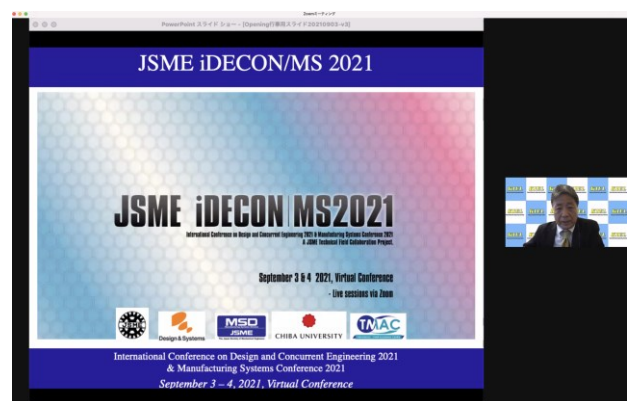 Zoomミーティング
PowerPoint スライド ショー - [Opening行事用スライド20210903-n3]
JSME iDECON/MS 2021
JSME iDECON MS2021
International Conference on Design and Concurrent Engineering 2021 & Manufacturing Systems Conference 2021
A JSME Technical Field Collaboration Project.
September 3 & 4 2021, Virtual Conference
- Live sessions via Zoom
JSME
Design & Systems
MSD
JSME
CHIBA UNIVERSITY
TMAC
International Conference on Design and Concurrent Engineering 2021
& Manufacturing Systems Conference 2021
September 3 – 4, 2021, Virtual Conference